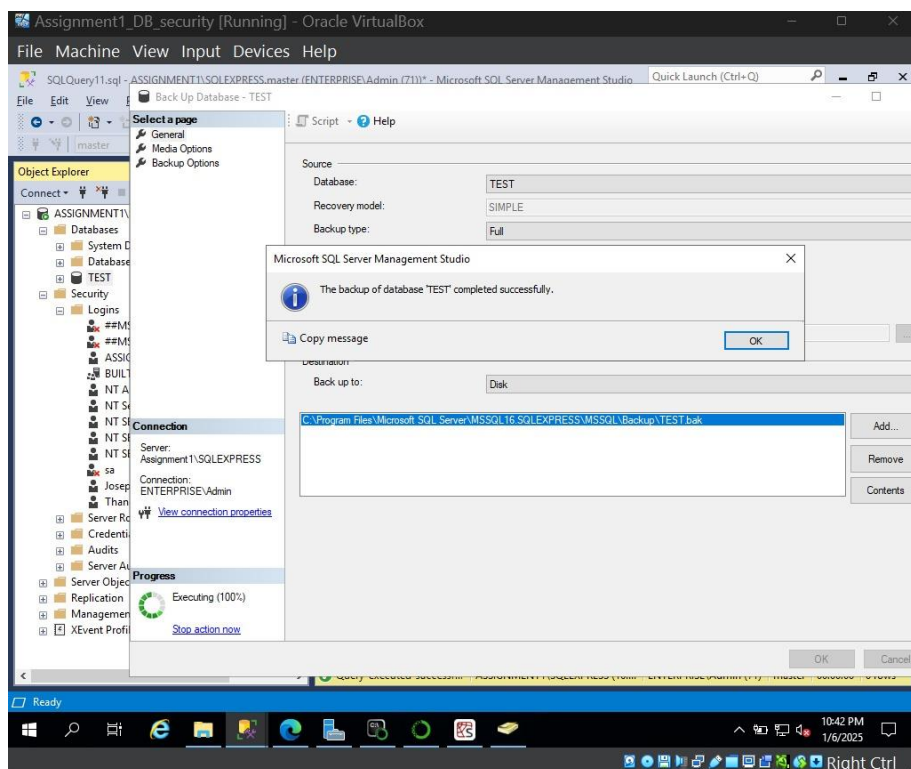 Assignment1_DB_security [Running] - Oracle VirtualBox
File Machine View Input Devices Help
SQLQuery11.sql - ASSIGNMENT1\SQLEXPRESS.master (ENTERPRISE\Admin (71))* - Microsoft SQL Server Management Studio
Quick Launch (Ctrl+Q)
File Edit View
Back Up Database - TEST
master
Select a page
General
Media Options
Backup Options
Script Help
Source
Database: TEST
Recovery model: SIMPLE
Backup type: Full
Object Explorer
Connect
ASSIGNMENT1\
Databases
System D
Database
TEST
Security
Logins
##MS
##MS
ASSIG
BUILT
NT A
NT Se
NT SE
NT SE
NT SE
sa
Josep
Than
Server Ro
Credenti
Audits
Server Au
Server Objec
Replication
Managemen
XEvent Profi
Microsoft SQL Server Management Studio
The backup of database 'TEST' completed successfully.
Copy message
OK
Destination
Back up to: Disk
C:\Program Files\Microsoft SQL Server\MSSQL16.SQLEXPRESS\MSSQL\Backup\TEST.bak
Add...
Remove
Contents
Connection
Server:
Assignment1\SQLEXPRESS
Connection:
ENTERPRISE\Admin
View connection properties
Progress
Executing (100%)
Stop action now
OK Cancel
Ready
10:42 PM
1/6/2025
Right Ctrl